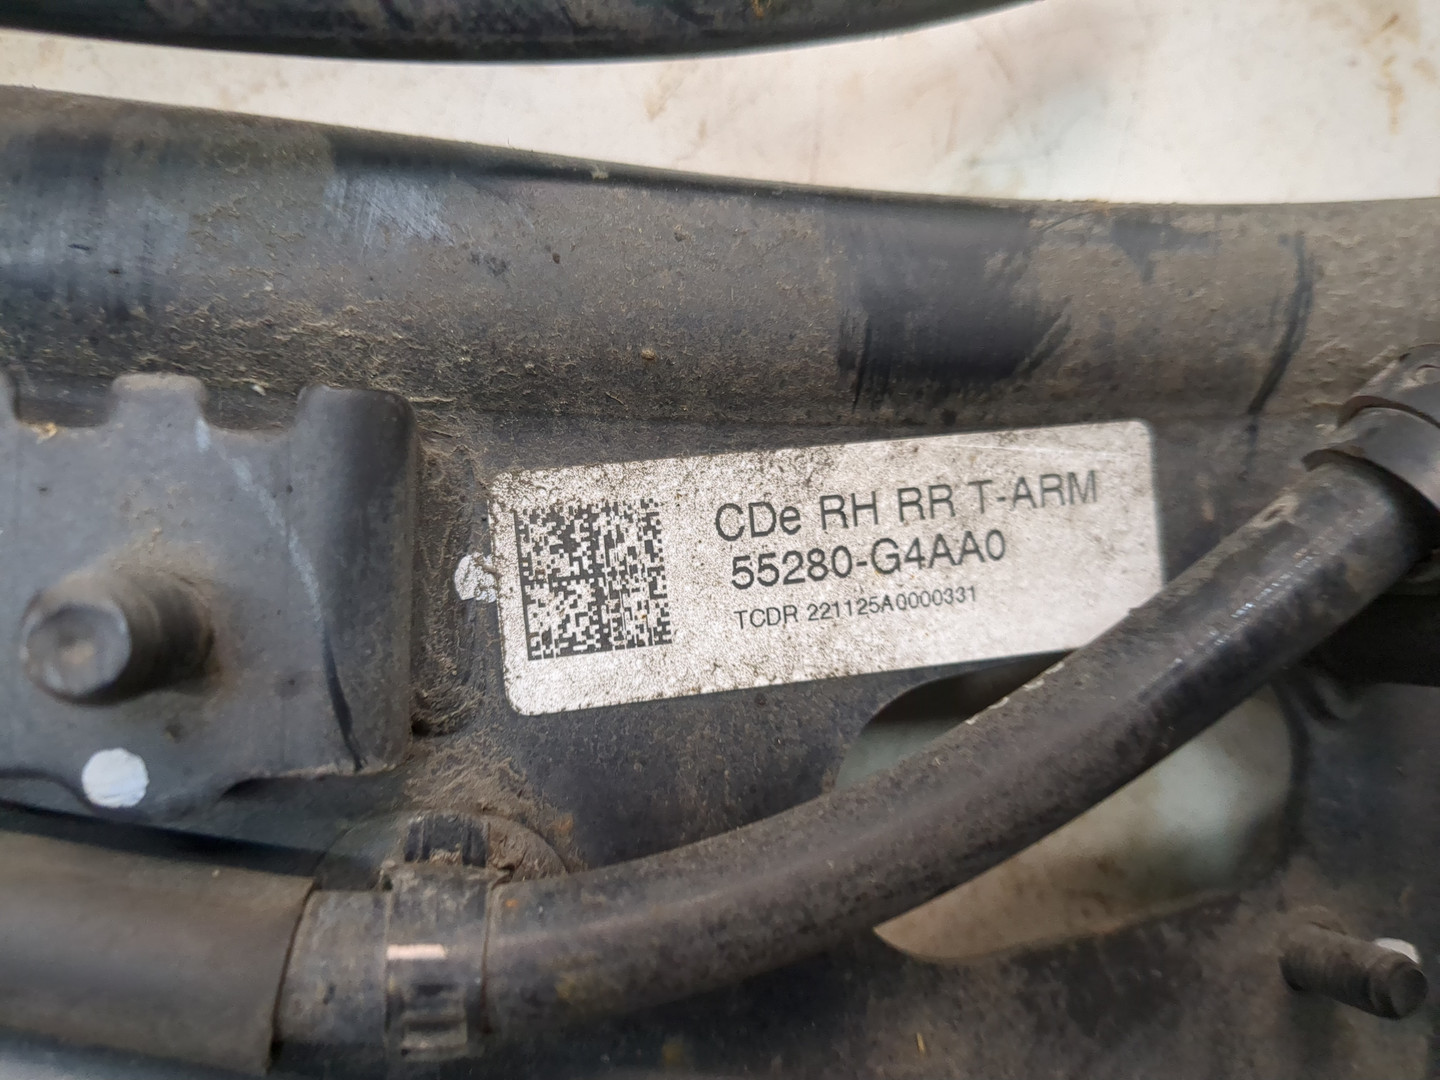 CDe RH RR T-ARM
55280-G4AA0
TCDR 221125A0000331